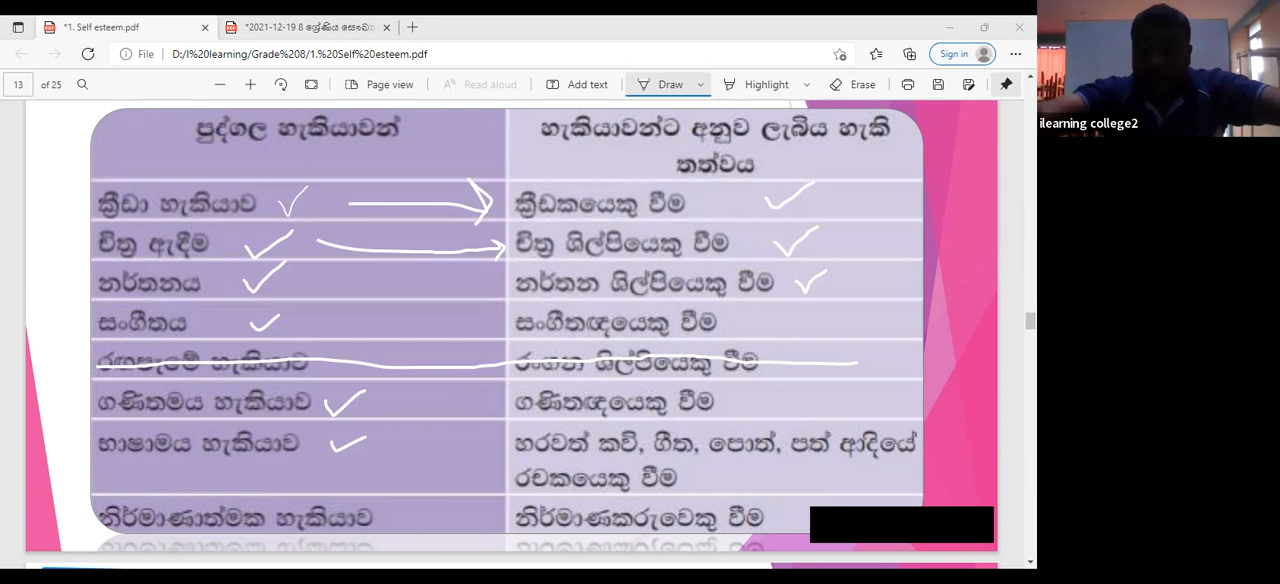 *1. Self esteem.pdf
*2021-12-19 8 ශ්‍රේණිය සෞඛ්‍ය
File D:/I%20learning/Grade%208/1.%20Self%20esteem.pdf
Sign in
13 of 25 Page view Read aloud Add text Draw Highlight Erase
ilearning college2
පුද්ගල හැකියාවන්
හැකියාවන්ට අනුව ලැබිය හැකි
තත්වය
ක්‍රීඩා හැකියාව
ක්‍රීඩකයෙකු වීම
චිත්‍ර ඇඳීම
චිත්‍ර ශිල්පියෙකු වීම
නර්තනය
නර්තන ශිල්පියෙකු වීම
සංගීතය
සංගීතඥයෙකු වීම
රඟපෑමේ හැකියාව
රංගන ශිල්පියෙකු වීම
ගණිතමය හැකියාව
ගණිතඥයෙකු වීම
භාෂාමය හැකියාව
හරවත් කවි, ගීත, පොත්, පත් ආදියේ
රචකයෙකු වීම
නිර්මාණාත්මක හැකියාව
නිර්මාණකරුවෙකු වීම